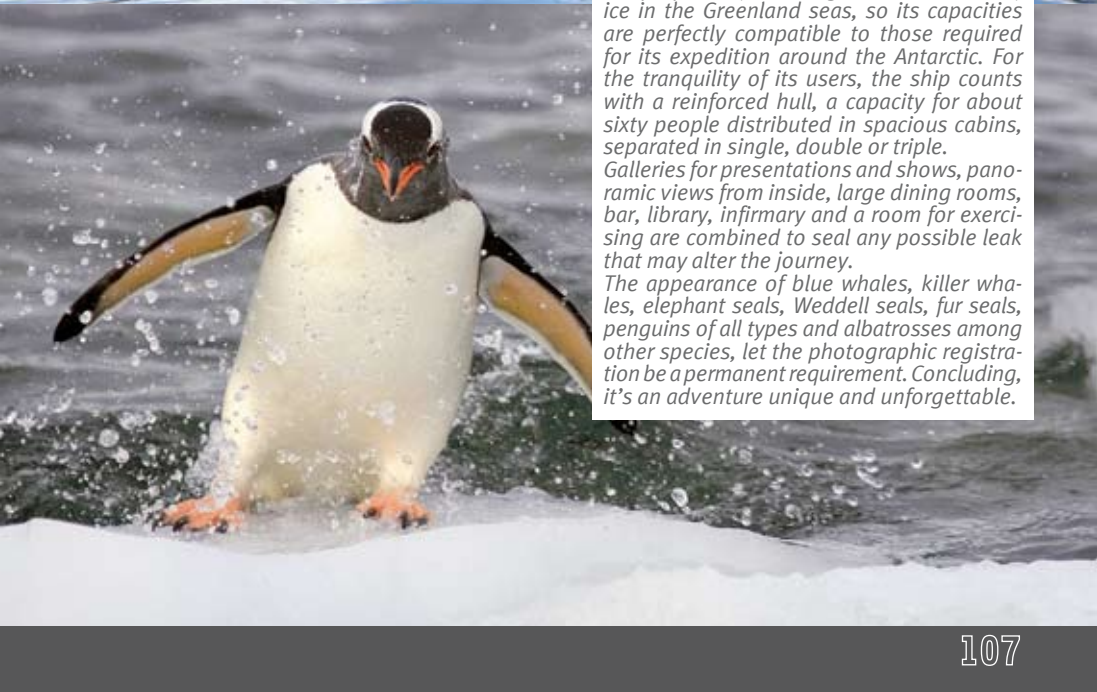 ice in the Greenland seas, so its capacities
are perfectly compatible to those required
for its expedition around the Antarctic. For
the tranquility of its users, the ship counts
with a reinforced hull, a capacity for about
sixty people distributed in spacious cabins,
separated in single, double or triple.
Galleries for presentations and shows, pano-
ramic views from inside, large dining rooms,
bar, library, infirmary and a room for exerci-
sing are combined to seal any possible leak
that may alter the journey.
The appearance of blue whales, killer wha-
les, elephant seals, Weddell seals, fur seals,
penguins of all types and albatrosses among
other species, let the photographic registra-
tion be a permanent requirement. Concluding,
it's an adventure unique and unforgettable.
107